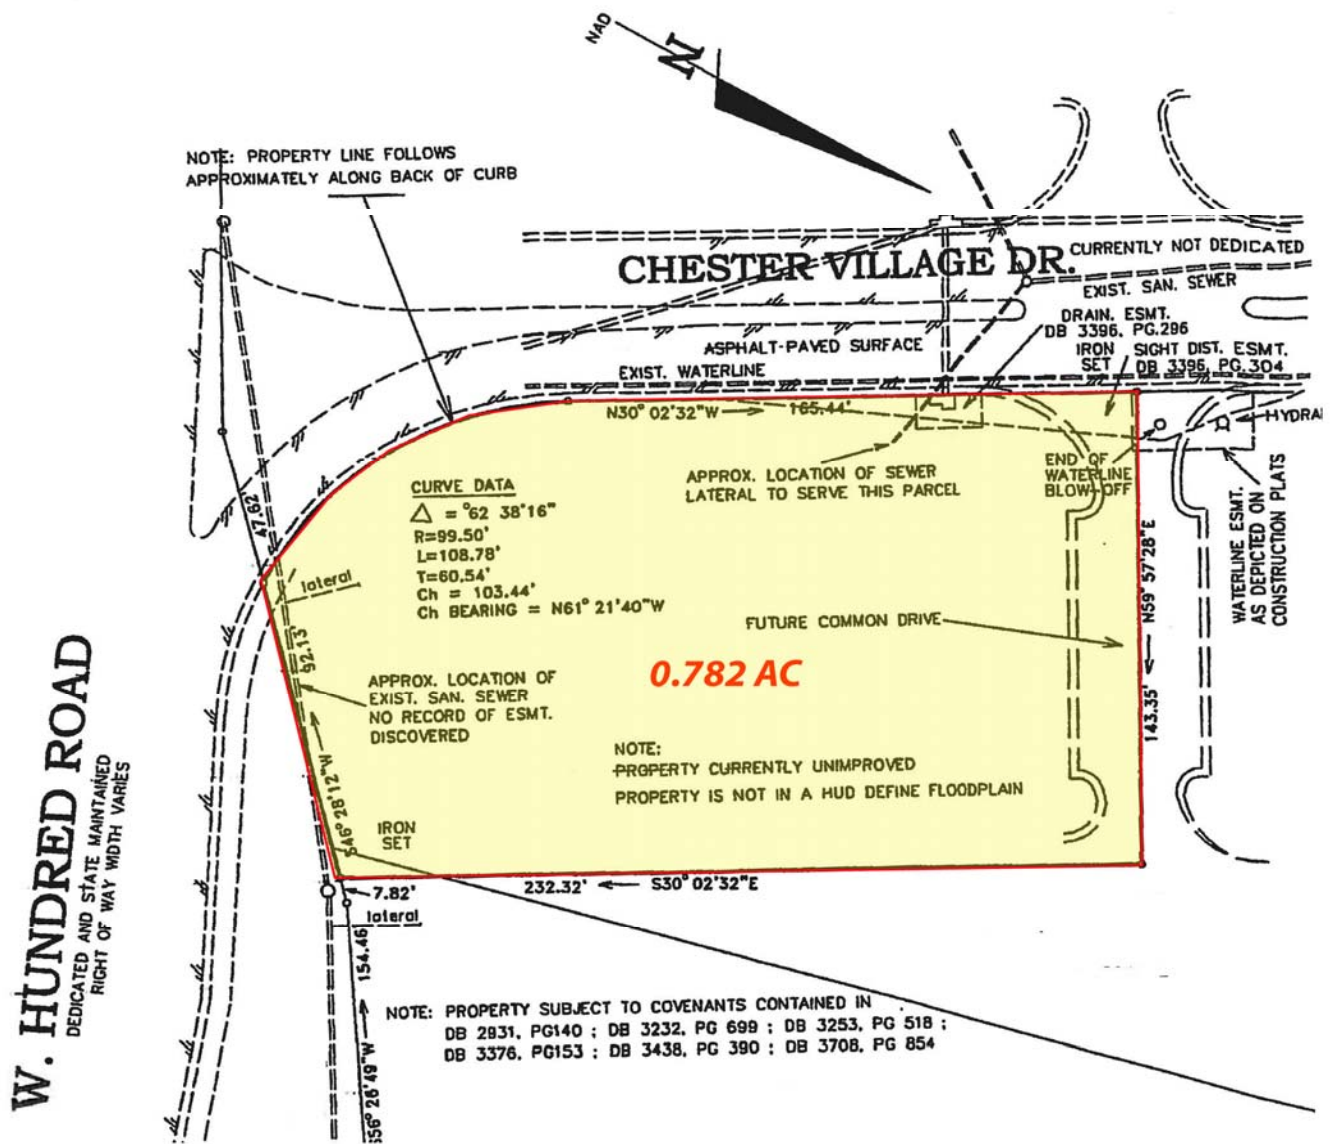 NAD
N
NOTE: PROPERTY LINE FOLLOWS
APPROXIMATELY ALONG BACK OF CURB
CHESTER VILLAGE DR.
CURRENTLY NOT DEDICATED
EXIST. SAN. SEWER
DRAIN. ESMT.
DB 3396, PG.296
ASPHALT-PAVED SURFACE
IRON
SET
SIGHT DIST. ESMT.
DB 3396, PG.304
EXIST. WATERLINE
N30° 02'32"W
165.44'
HYDRA
APPROX. LOCATION OF SEWER
LATERAL TO SERVE THIS PARCEL
END OF
WATERLINE
BLOW-OFF
WATERLINE ESMT.
AS DEPICTED ON
CONSTRUCTION PLATS
CURVE DATA
△ = °62 38'16"
R=99.50'
L=108.78'
T=60.54'
Ch = 103.44'
Ch BEARING = N61° 21'40"W
47.62
lateral
92.13'
S46° 28'12"W
N59° 57'28"E
143.35'
FUTURE COMMON DRIVE
0.782 AC
APPROX. LOCATION OF
EXIST. SAN. SEWER
NO RECORD OF ESMT.
DISCOVERED
NOTE:
PROPERTY CURRENTLY UNIMPROVED
PROPERTY IS NOT IN A HUD DEFINE FLOODPLAIN
IRON
SET
W. HUNDRED ROAD
DEDICATED AND STATE MAINTAINED
RIGHT OF WAY WIDTH VARIES
7.82'
232.32'
S30° 02'32"E
lateral
154.46
S56° 26'49"W
NOTE: PROPERTY SUBJECT TO COVENANTS CONTAINED IN
DB 2831, PG140 ; DB 3232, PG 699 ; DB 3253, PG 518 ;
DB 3376, PG153 ; DB 3438, PG 390 ; DB 3708, PG 854